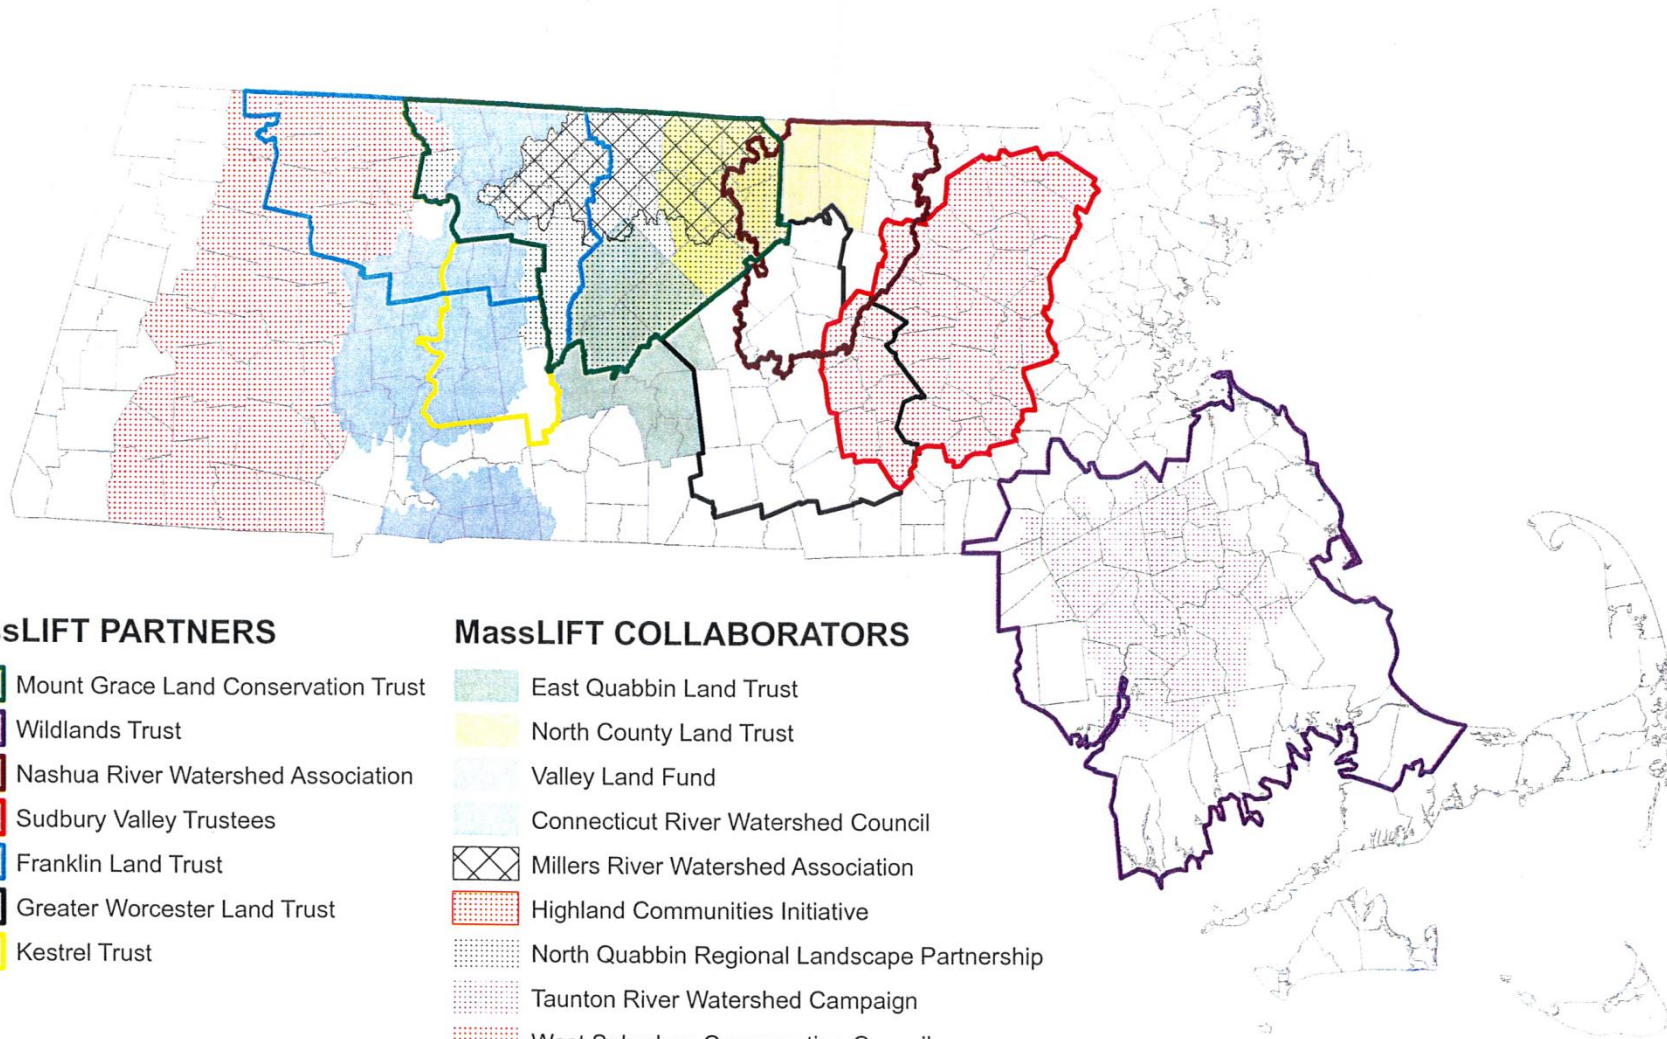 sLIFT PARTNERS
Mount Grace Land Conservation Trust
Wildlands Trust
Nashua River Watershed Association
Sudbury Valley Trustees
Franklin Land Trust
Greater Worcester Land Trust
Kestrel Trust
MassLIFT COLLABORATORS
East Quabbin Land Trust
North County Land Trust
Valley Land Fund
Connecticut River Watershed Council
Millers River Watershed Association
Highland Communities Initiative
North Quabbin Regional Landscape Partnership
Taunton River Watershed Campaign